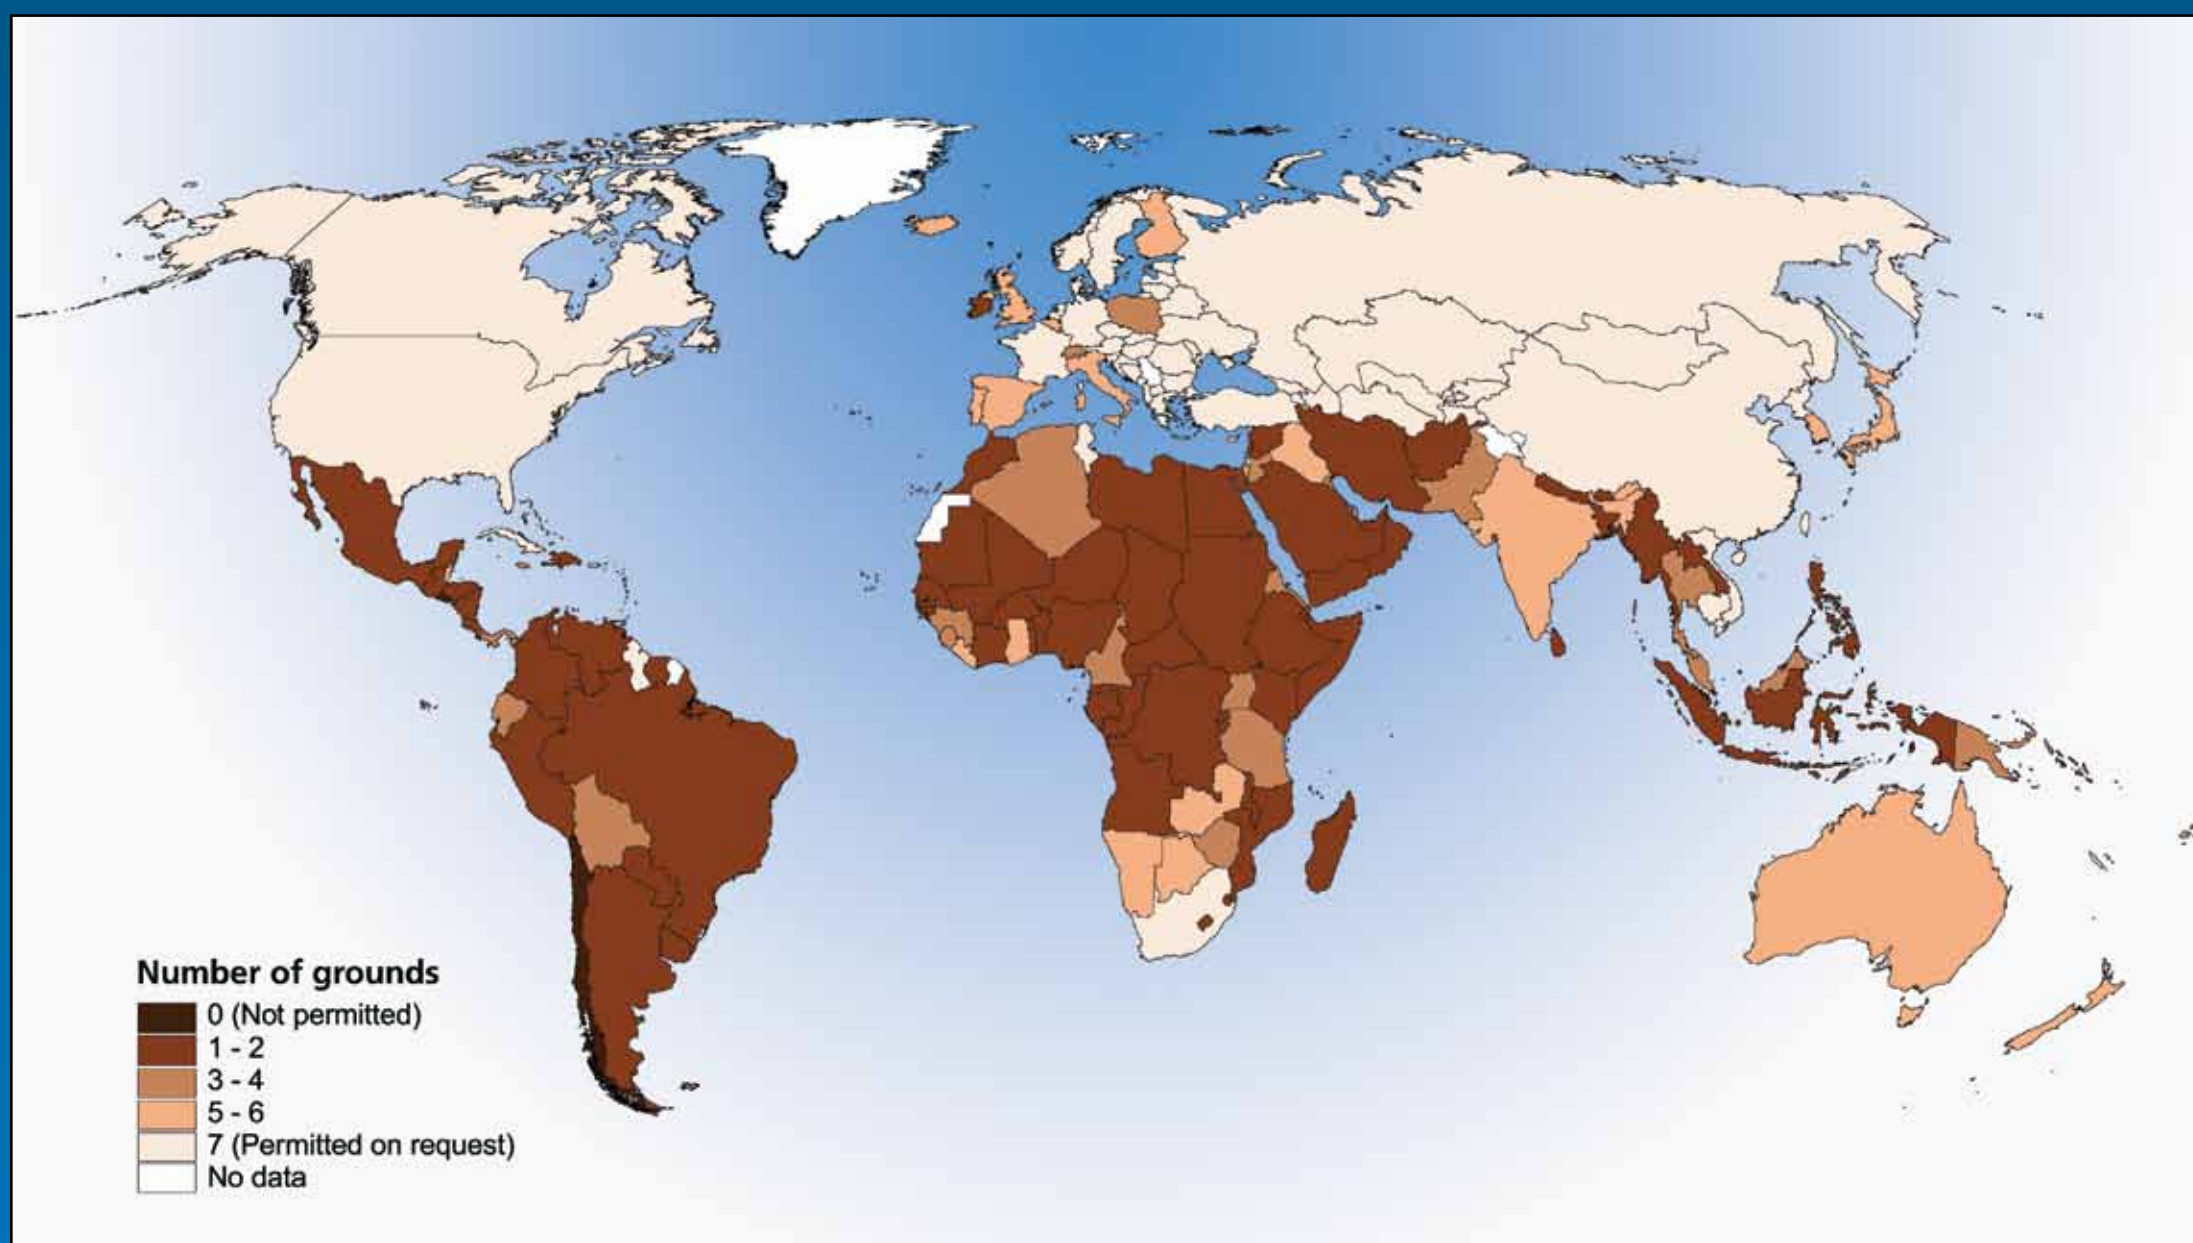 Number of grounds
0 (Not permitted)
1 - 2
3 - 4
5 - 6
7 (Permitted on request)
No data